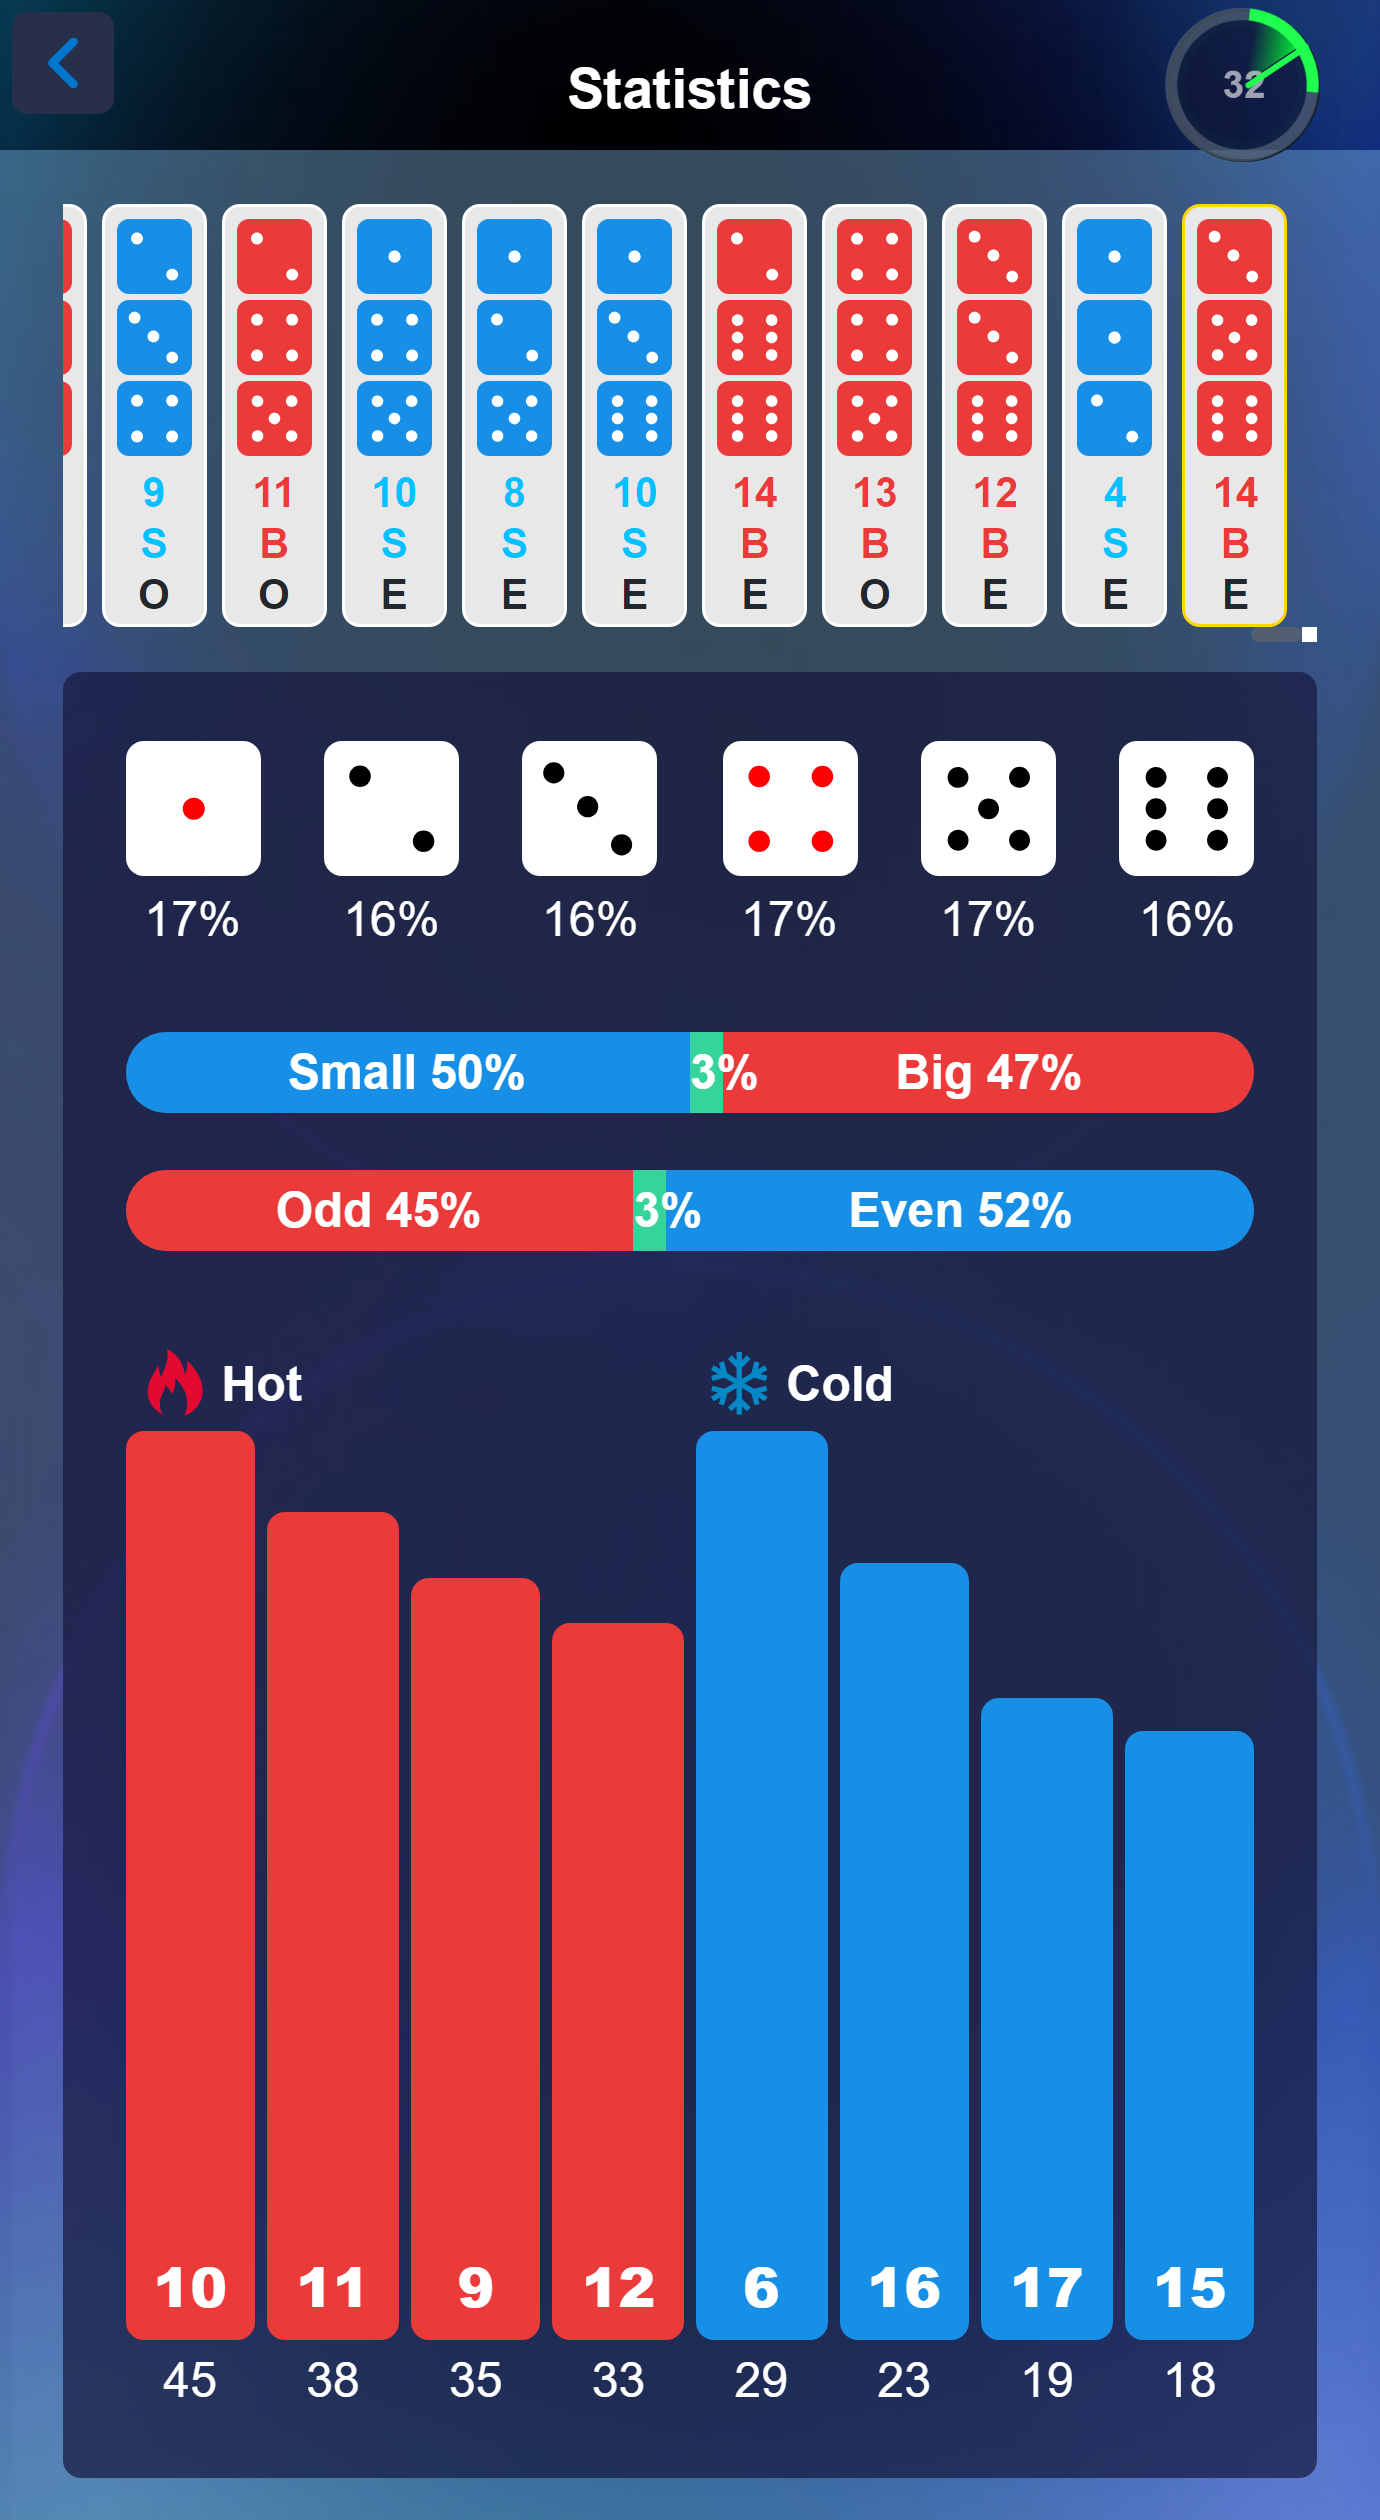 Statistics
32
9 11 10 8 10 14 13 12 4 14
S B S S S B B B S B
O O E E E E O E E E
17% 16% 16% 17% 17% 16%
Small 50% 3% Big 47%
Odd 45% 3% Even 52%
Hot Cold
10 11 9 12 6 16 17 15
45 38 35 33 29 23 19 18